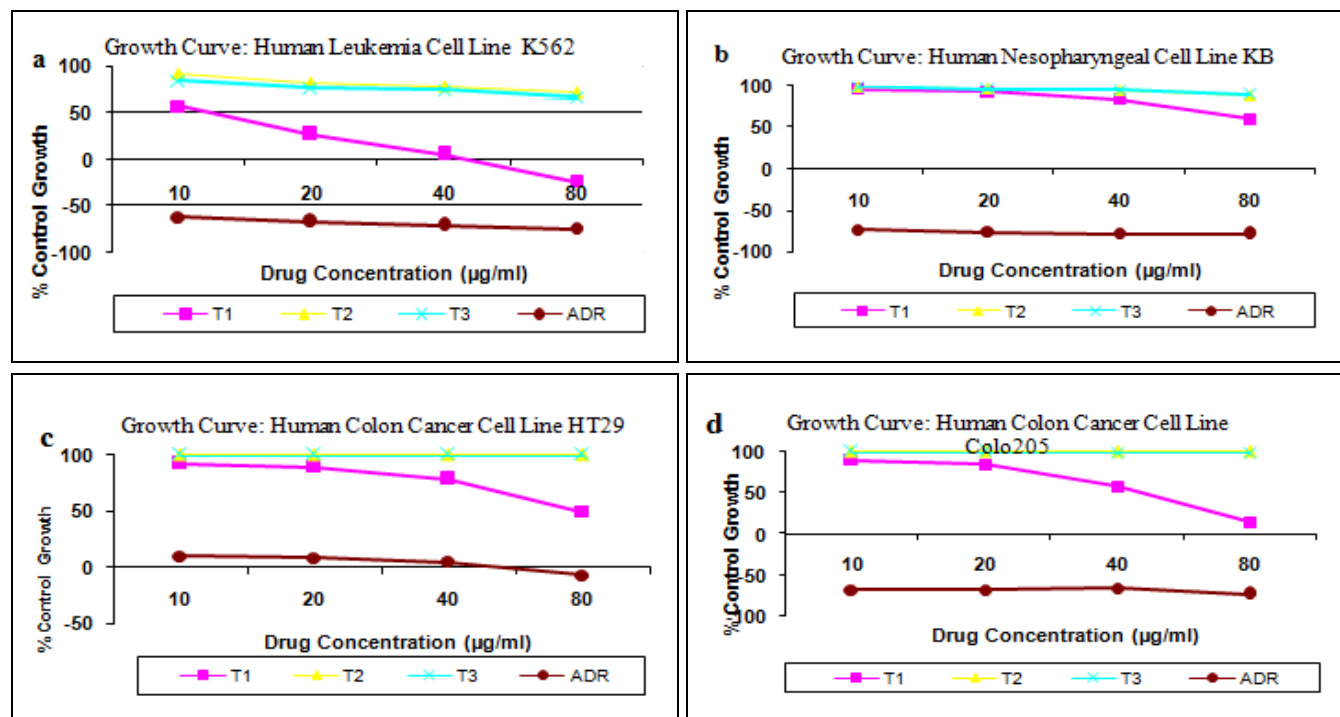 a
Growth Curve: Human Leukemia Cell Line K562
100
50
0
-50
-100
10 20 40 80
% Control Growth
Drug Concentration (µg/ml)
T1 T2 T3 ADR
b
Growth Curve: Human Nesopharyngeal Cell Line KB
100
50
0
-50
-100
10 20 40 80
% Control Growth
Drug Concentration (µg/ml)
T1 T2 T3 ADR
c
Growth Curve: Human Colon Cancer Cell Line HT29
100
50
0
-50
10 20 40 80
% Control Growth
Drug Concentration (µg/ml)
T1 T2 T3 ADR
d
Growth Curve: Human Colon Cancer Cell Line
Colo205
100
50
0
-50
-100
10 20 40 80
% Control Growth
Drug Concentration (µg/ml)
T1 T2 T3 ADR